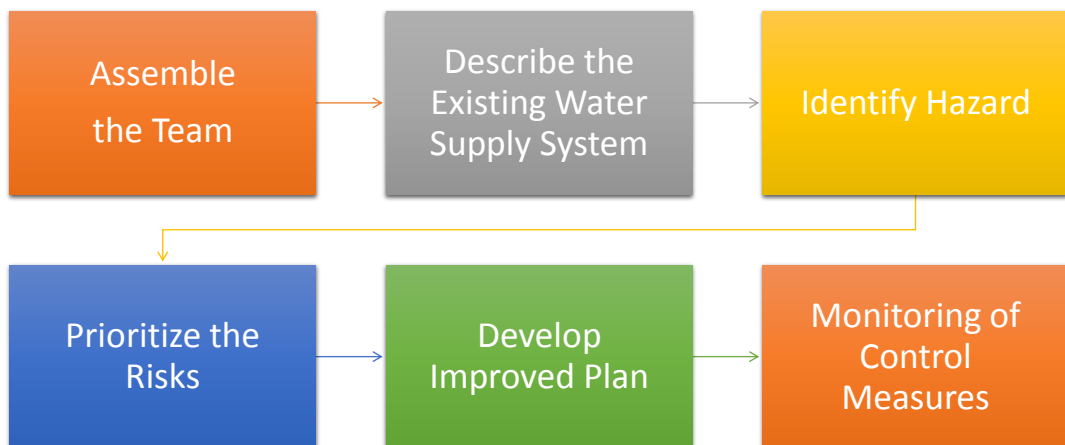 Assemble
the Team
Describe the
Existing Water
Supply System
Identify Hazard
Prioritize the
Risks
Develop
Improved Plan
Monitoring of
Control
Measures